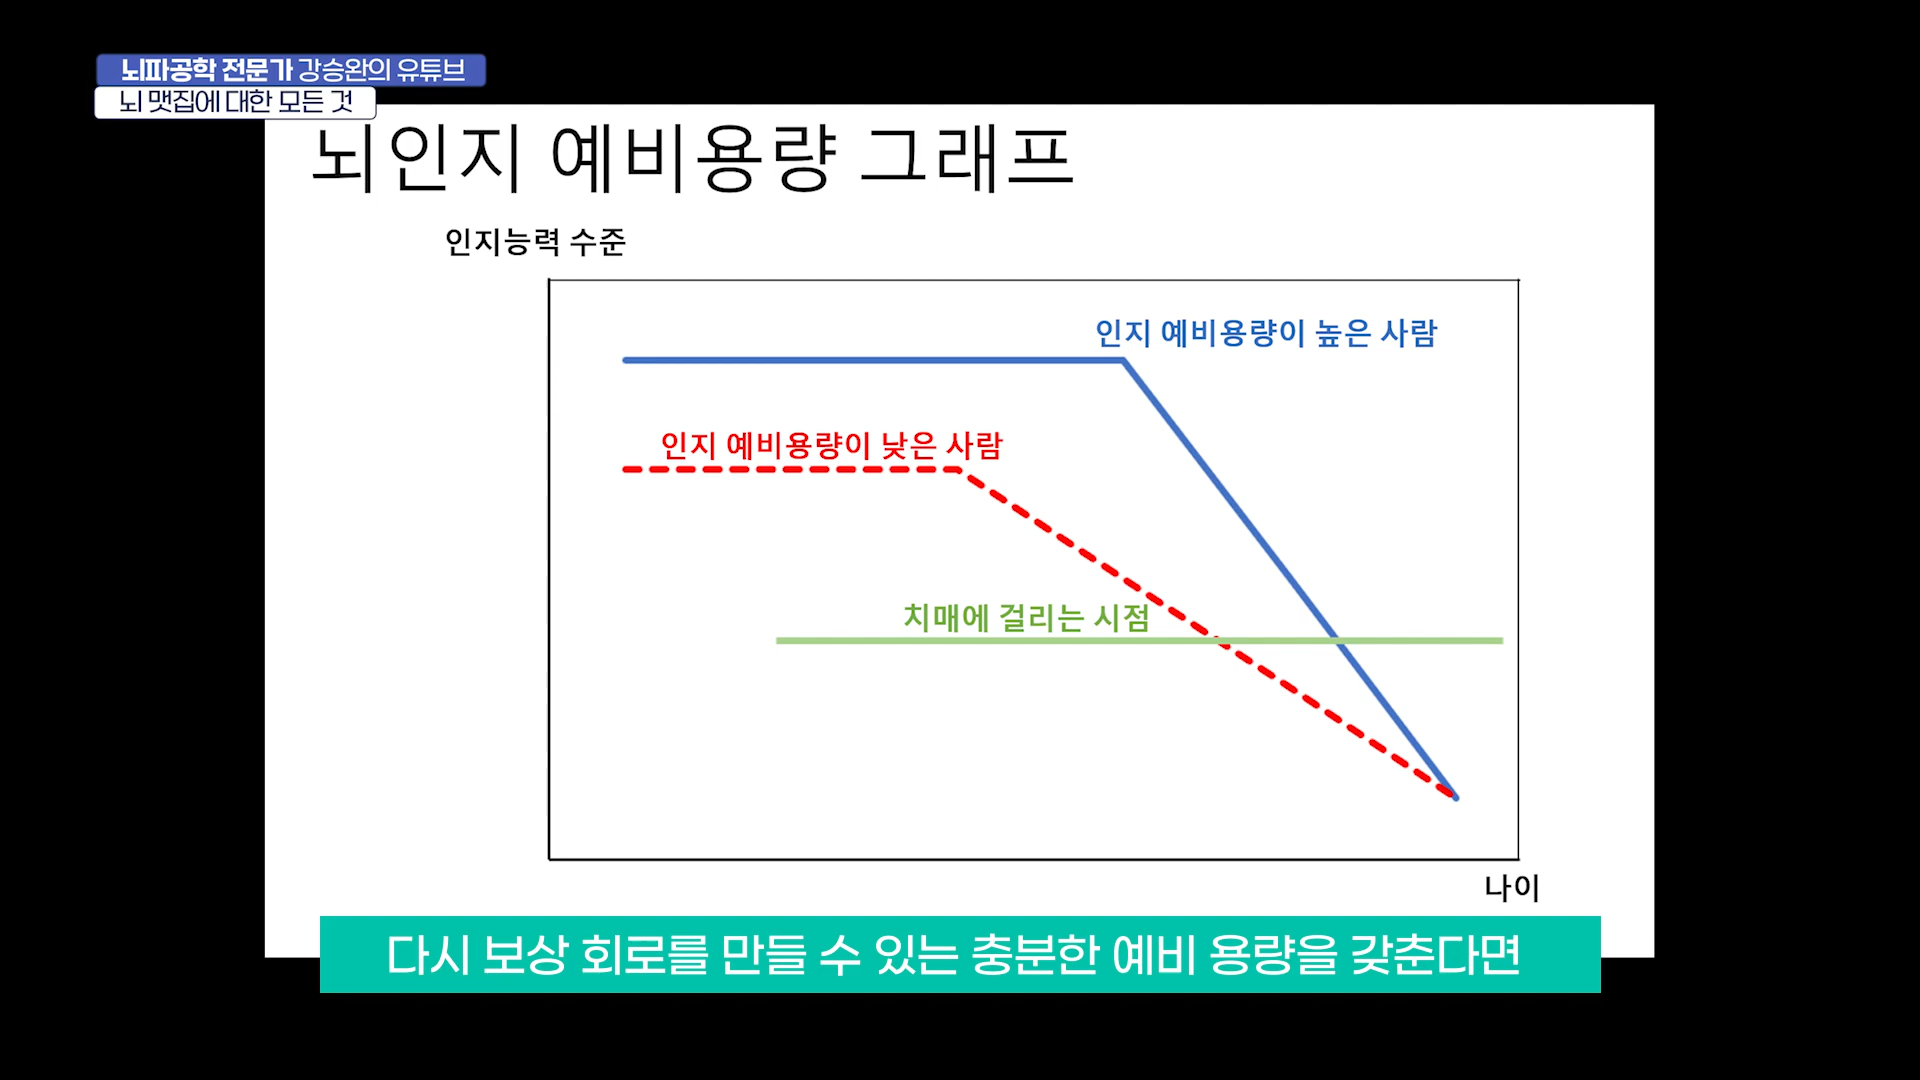 뇌파공학 전문가 강승완의 유튜브
뇌 맷집에 대한 모든 것
뇌인지 예비용량 그래프
인지능력 수준
인지 예비용량이 높은 사람
인지 예비용량이 낮은 사람
치매에 걸리는 시점
나이
다시 보상 회로를 만들 수 있는 충분한 예비 용량을 갖춘다면